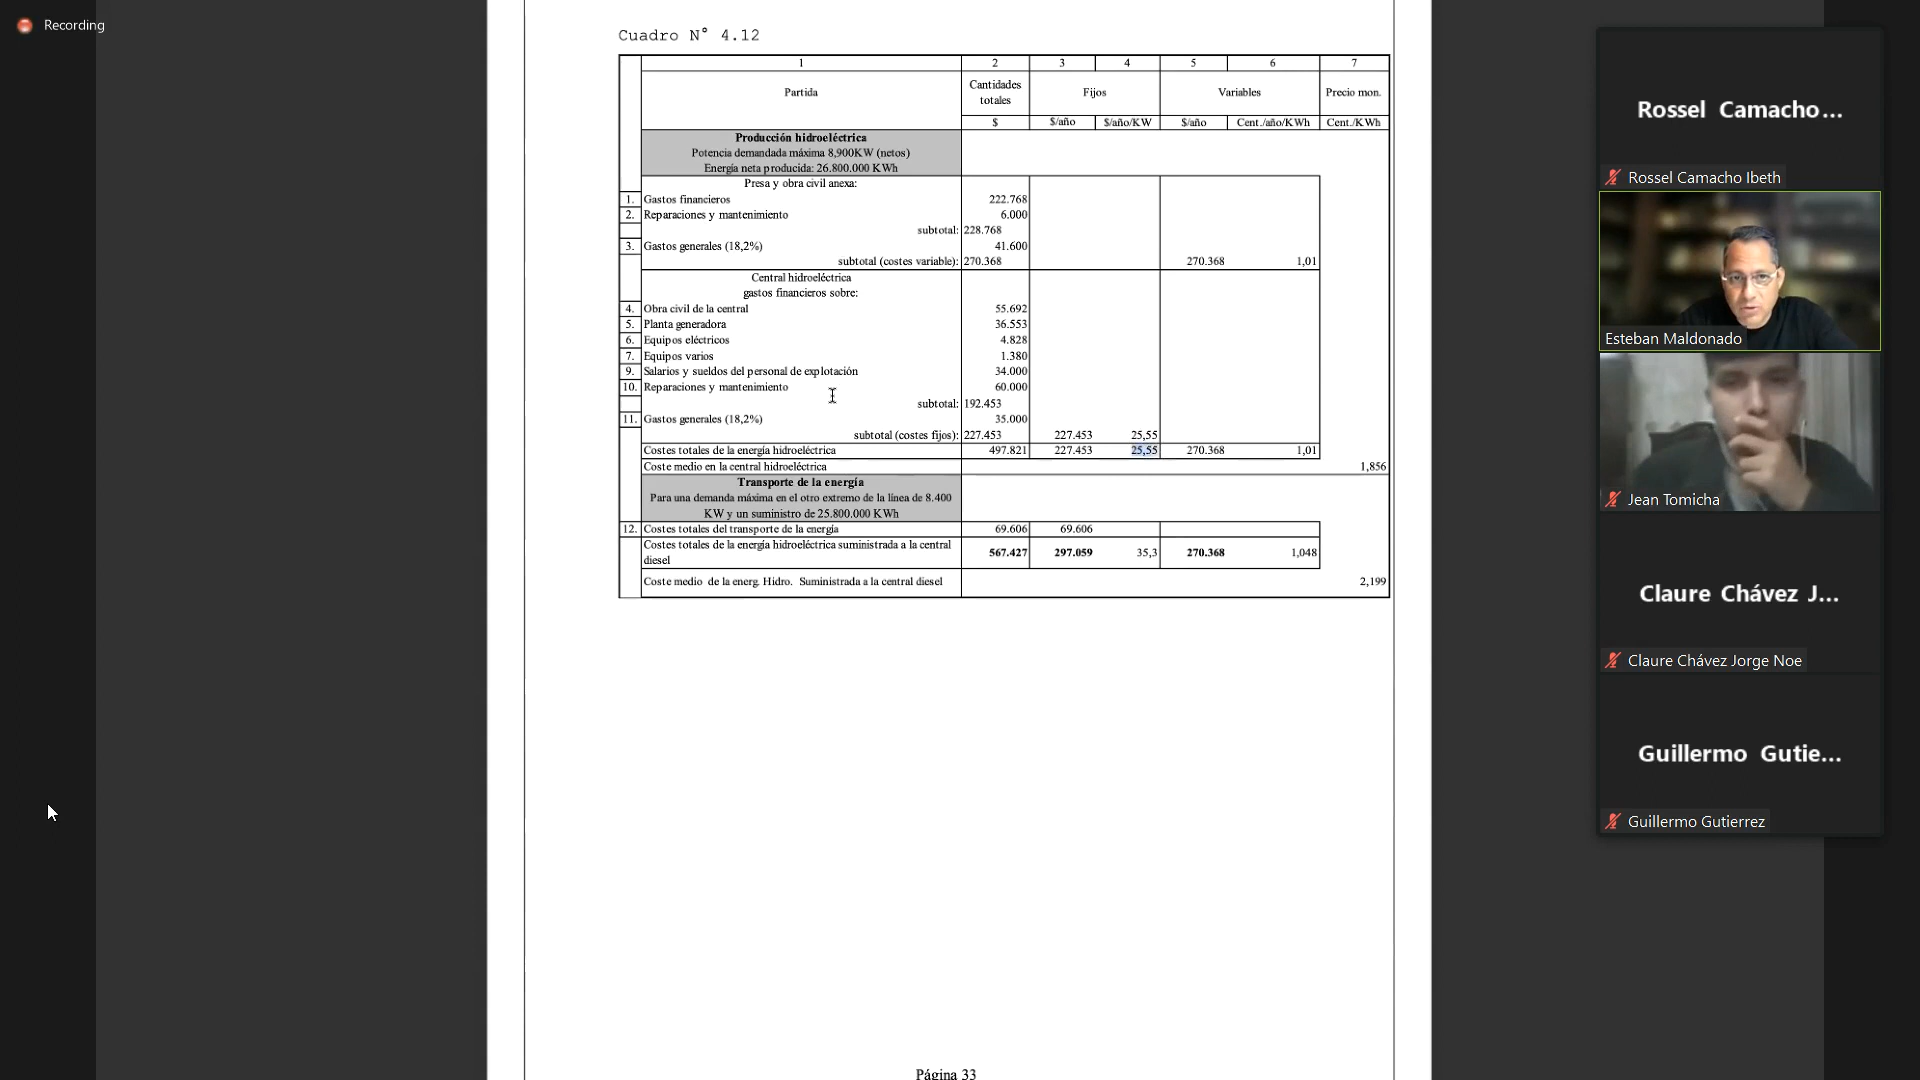 Recording
Cuadro N° 4.12
1 2 3 4 5 6 7
Partida Cantidades totales Fijos Variables Precio mon.
$ $/año $/año/KW $/año Cent./año/KWh Cent./KWh
Producción hidroeléctrica
Potencia demandada máxima 8,900KW (netos)
Energía neta producida: 26.800.000 KWh
Presa y obra civil anexa:
1. Gastos financieros 222.768
2. Reparaciones y mantenimiento 6.000
subtotal: 228.768
3. Gastos generales (18,2%) 41.600
subtotal (costes variable): 270.368 270.368 1,01
Central hidroeléctrica
gastos financieros sobre:
4. Obra civil de la central 55.692
5. Planta generadora 36.553
6. Equipos eléctricos 4.828
7. Equipos varios 1.380
9. Salarios y sueldos del personal de explotación 34.000
10. Reparaciones y mantenimiento 60.000
subtotal: 192.453
11. Gastos generales (18,2%) 35.000
subtotal (costes fijos): 227.453 227.453 25,55
Costes totales de la energía hidroeléctrica 497.821 227.453 25,55 270.368 1,01
Coste medio en la central hidroeléctrica 1,856
Transporte de la energía
Para una demanda máxima en el otro extremo de la línea de 8.400
KW y un suministro de 25.800.000 KWh
12. Costes totales del transporte de la energía 69.606 69.606
Costes totales de la energía hidroeléctrica suministrada a la central
diesel 567.427 297.059 35,3 270.368 1,048
Coste medio de la energ. Hidro. Suministrada a la central diesel 2,199
Página 33
Rossel Camacho...
Rossel Camacho Ibeth
Esteban Maldonado
Jean Tomicha
Claure Chávez J...
Claure Chávez Jorge Noe
Guillermo Gutie...
Guillermo Gutierrez